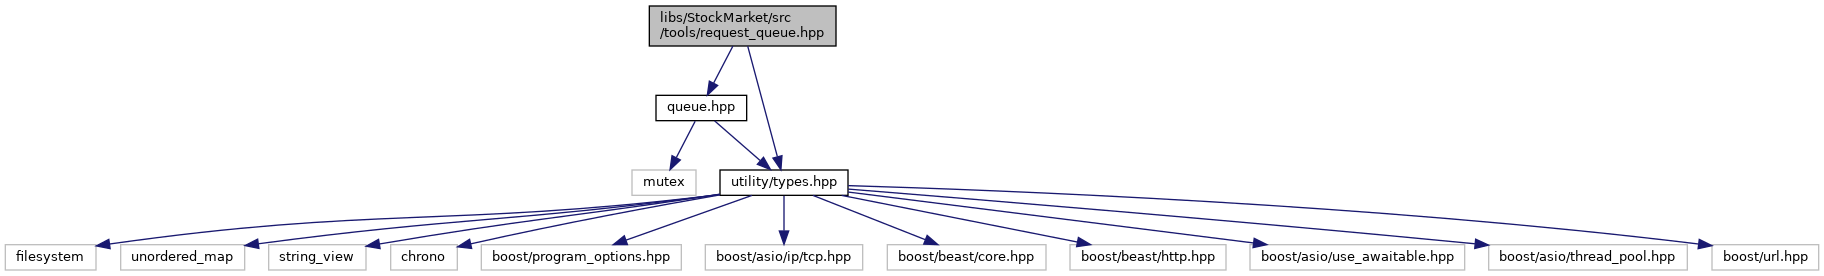 libs/StockMarket/src
/tools/request_queue.hpp
queue.hpp
mutex
utility/types.hpp
filesystem
unordered_map
string_view
chrono
boost/program_options.hpp
boost/asio/ip/tcp.hpp
boost/beast/core.hpp
boost/beast/http.hpp
boost/asio/use_awaitable.hpp
boost/asio/thread_pool.hpp
boost/url.hpp